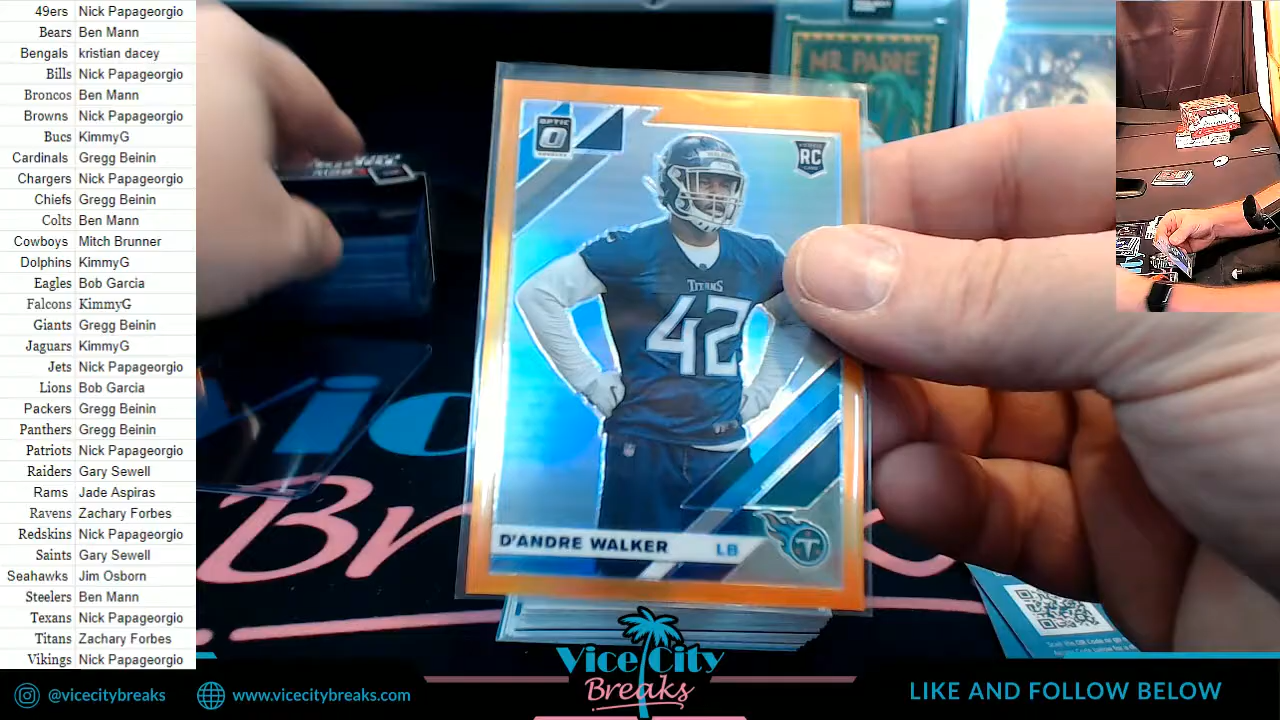 49ers Nick Papageorgio
Bears Ben Mann
Bengals kristian dacey
Bills Nick Papageorgio
Broncos Ben Mann
Browns Nick Papageorgio
Bucs KimmyG
Cardinals Gregg Beinin
Chargers Nick Papageorgio
Chiefs Gregg Beinin
Colts Ben Mann
Cowboys Mitch Brunner
Dolphins KimmyG
Eagles Bob Garcia
Falcons KimmyG
Giants Gregg Beinin
Jaguars KimmyG
Jets Nick Papageorgio
Lions Bob Garcia
Packers Gregg Beinin
Panthers Gregg Beinin
Patriots Nick Papageorgio
Raiders Gary Sewell
Rams Jade Aspiras
Ravens Zachary Forbes
Redskins Nick Papageorgio
Saints Gary Sewell
Seahawks Jim Osborn
Steelers Ben Mann
Texans Nick Papageorgio
Titans Zachary Forbes
Vikings Nick Papageorgio
MR. PADRE
OPTIC
RC
TITANS
42
D'ANDRE WALKER LB
T
Vice City
Breaks
@vicecitybreaks
www.vicecitybreaks.com
LIKE AND FOLLOW BELOW